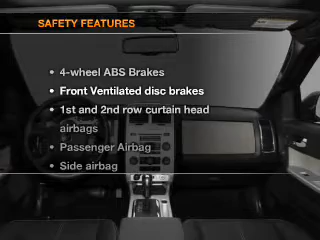 SAFETY FEATURES
• 4-wheel ABS Brakes
• Front Ventilated disc brakes
• 1st and 2nd row curtain head
airbags
• Passenger Airbag
• Side airbag